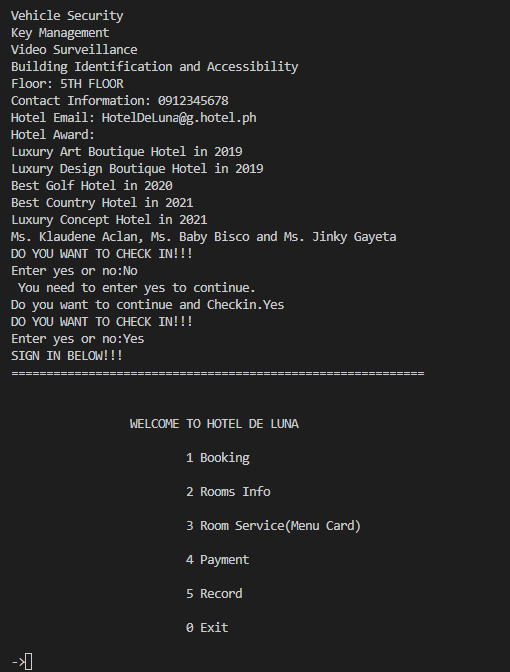 Vehicle Security
Key Management
Video Surveillance
Building Identification and Accessibility
Floor: 5TH FLOOR
Contact Information: 0912345678
Hotel Email: HotelDeLuna@g.hotel.ph
Hotel Award:
Luxury Art Boutique Hotel in 2019
Luxury Design Boutique Hotel in 2019
Best Golf Hotel in 2020
Best Country Hotel in 2021
Luxury Concept Hotel in 2021
Ms. Klaudene Aclan, Ms. Baby Bisco and Ms. Jinky Gayeta
DO YOU WANT TO CHECK IN!!!
Enter yes or no:No
You need to enter yes to continue.
Do you want to continue and Checkin.Yes
DO YOU WANT TO CHECK IN!!!
Enter yes or no:Yes
SIGN IN BELOW!!!
===========================================================
WELCOME TO HOTEL DE LUNA
1 Booking
2 Rooms Info
3 Room Service(Menu Card)
4 Payment
5 Record
0 Exit
->